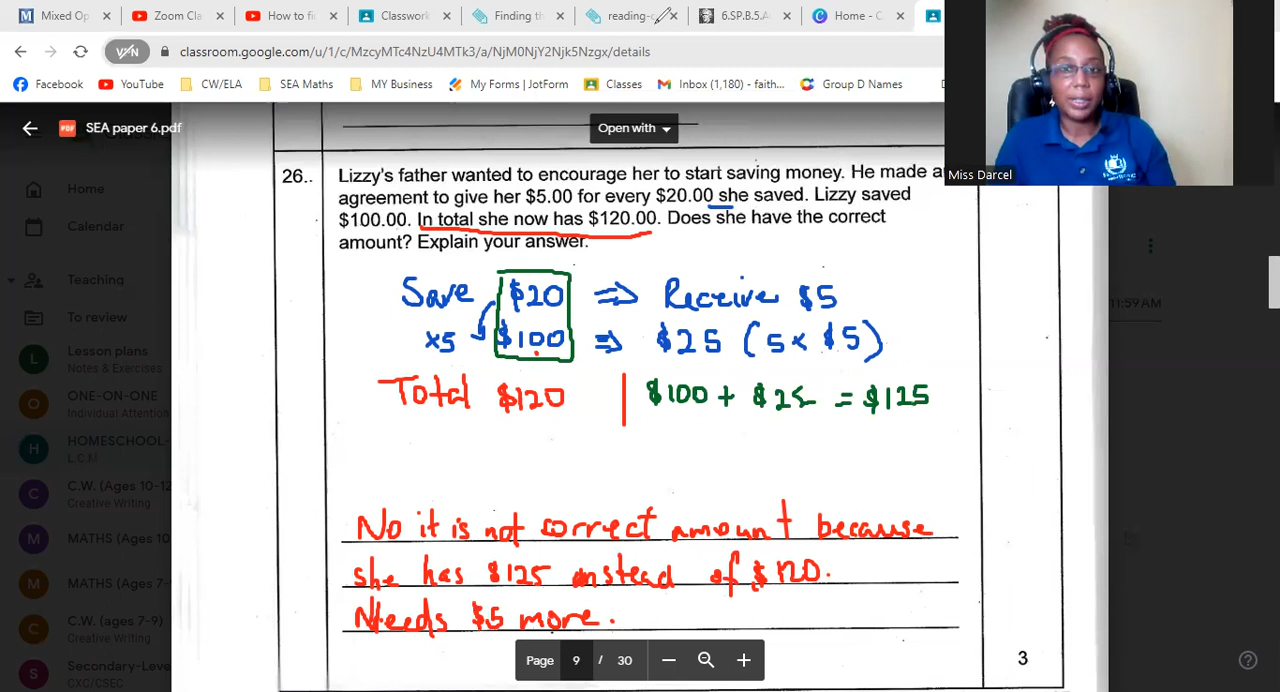 Mixed Op
Zoom Cla
How to fi
Classwork
Finding th
reading-c
6.SP.B.5.A
Home - C
classroom.google.com/u/1/c/MzcyMTc4NzU4MTk3/a/NjM0NjY2Njk5Nzgx/details
Facebook
YouTube
CW/ELA
SEA Maths
MY Business
My Forms | JotForm
Classes
Inbox (1,180) - faith...
Group D Names
SEA paper 6.pdf
Open with
Miss Darcel
Home
Calendar
Teaching
To review
L Lesson plans
Notes & Exercises
O ONE-ON-ONE
Individual Attention
H HOMESCHOOL-
L.C M
C C.W. (Ages 10-12
Creative Writing
M MATHS (Ages 10
M MATHS (Ages 7-
C C.W. (ages 7-9)
Creative Writing
S Secondary-Leve
CXC/CSEC
11:59 AM
26.. Lizzy's father wanted to encourage her to start saving money. He made a
agreement to give her $5.00 for every $20.00 she saved. Lizzy saved
$100.00. In total she now has $120.00. Does she have the correct
amount? Explain your answer.
Save $20 ⇒ Receive $5
x5 $100 ⇒ $25 (5 x $5)
Total $120 | $100 + $25 = $125
No it is not correct amount because
she has $125 instead of $120.
Needs $5 more.
3
Page 9 / 30